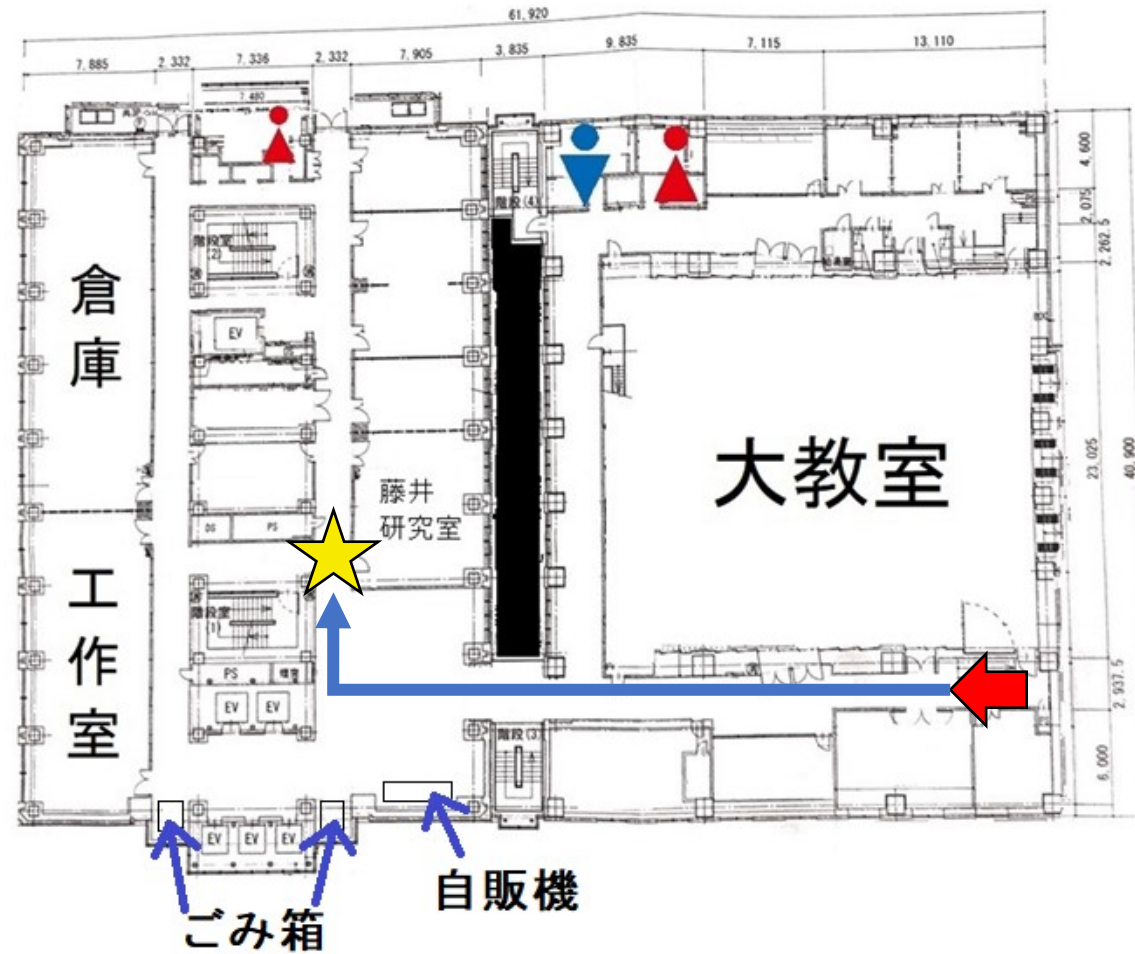 61,920
7,885
2,332
7,336
2,332
7,905
3,835
9,835
7,115
13,110
7,480
4,600
2,075
2,262.5
23,025
40,900
2,937.5
6,000
階段(4)
階段室
(2)
EV
倉
庫
大教室
藤井
研究室
DS
PS
工
作
室
階段室
(1)
PS
EV
EV
階段(3)
EV
EV
EV
自販機
ごみ箱